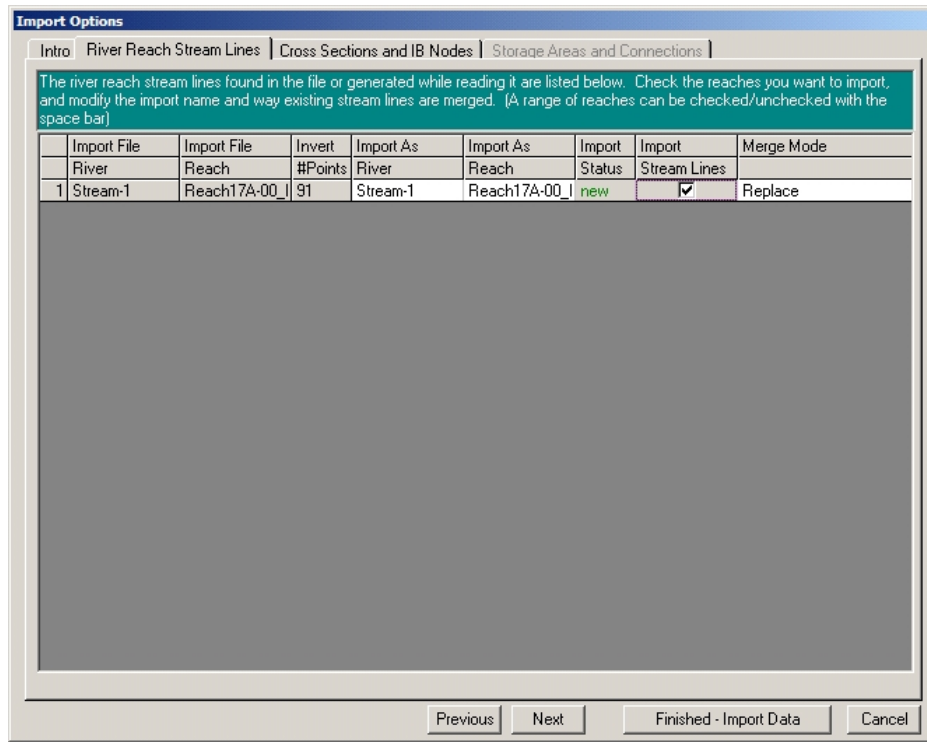 Import Options
Intro River Reach Stream Lines Cross Sections and IB Nodes Storage Areas and Connections
The river reach stream lines found in the file or generated while reading it are listed below. Check the reaches you want to import,
and modify the import name and way existing stream lines are merged. (A range of reaches can be checked/unchecked with the
space bar)
Import File Import File Invert Import As Import As Import Import Merge Mode
River Reach #Points River Reach Status Stream Lines
1 Stream-1 Reach17A-00_ 91 Stream-1 Reach17A-00_ new Replace
Previous Next Finished - Import Data Cancel